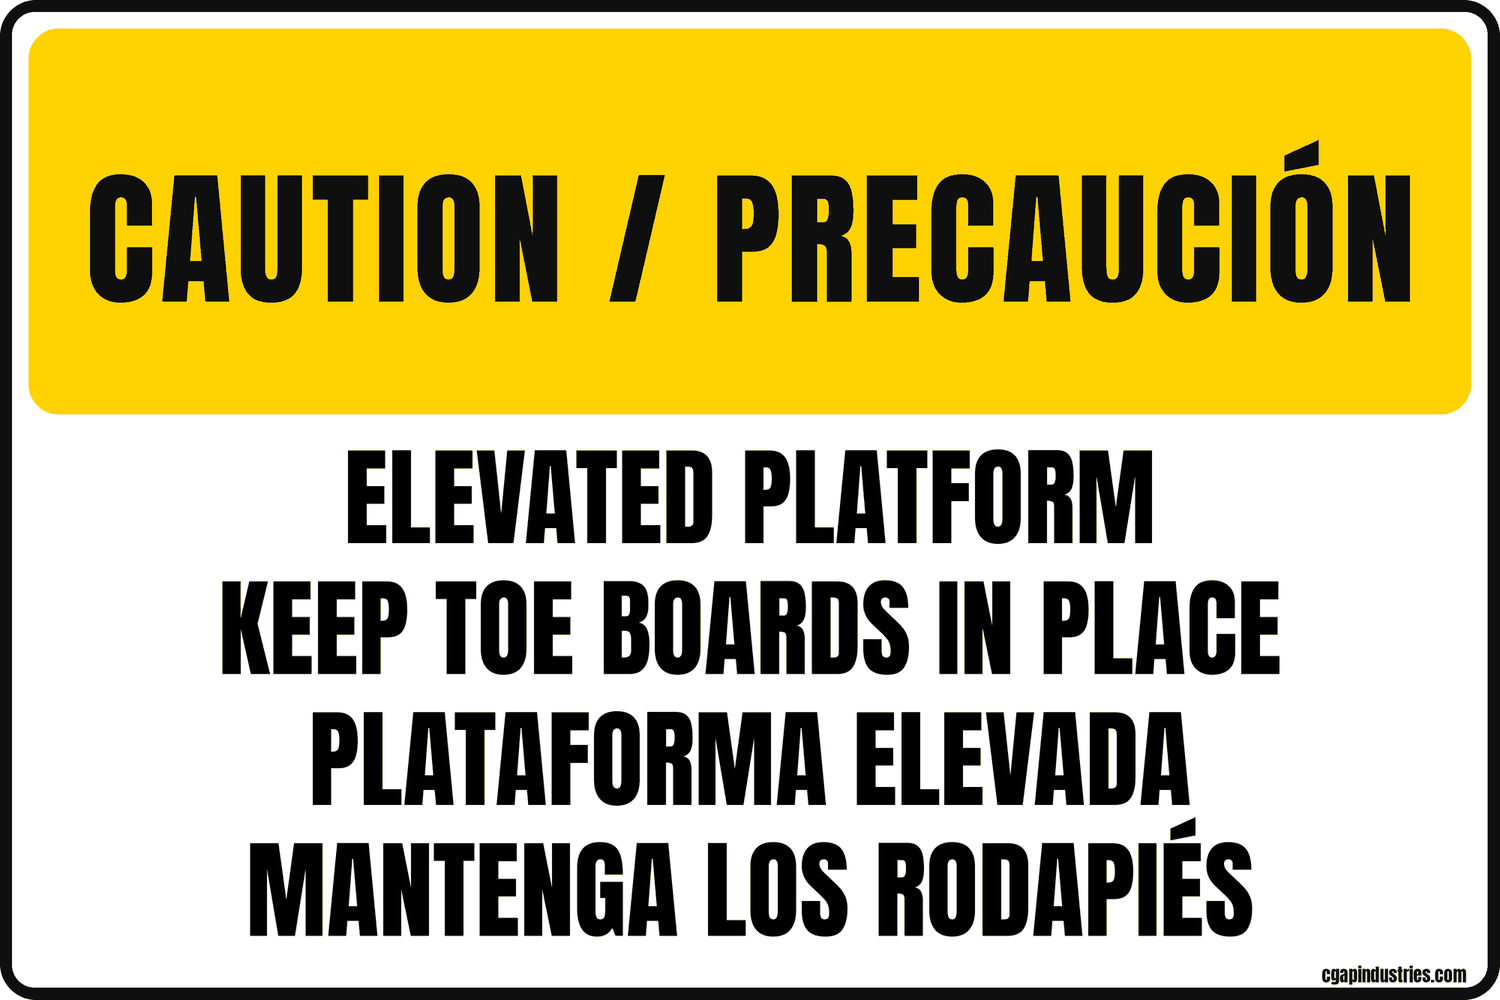 CAUTION / PRECAUCIÓN
ELEVATED PLATFORM
KEEP TOE BOARDS IN PLACE
PLATAFORMA ELEVADA
MANTENGA LOS RODAPIÉS
cgapindustries.com